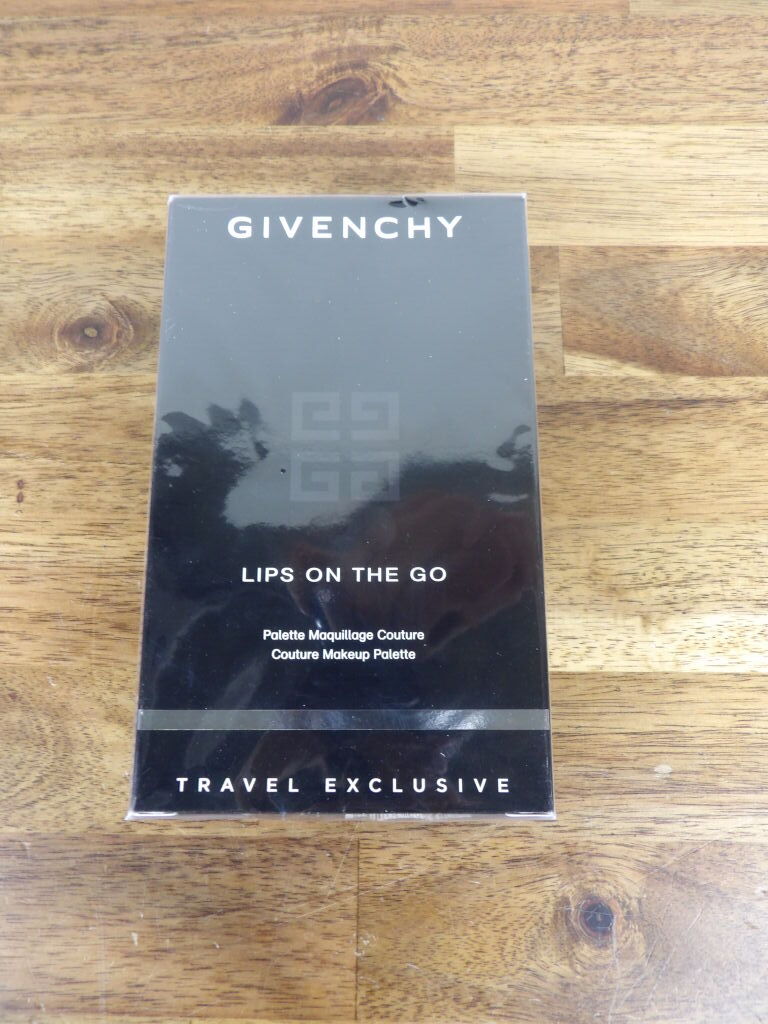 GIVENCHY
LIPS ON THE GO
Palette Maquillage Couture
Couture Makeup Palette
TRAVEL EXCLUSIVE